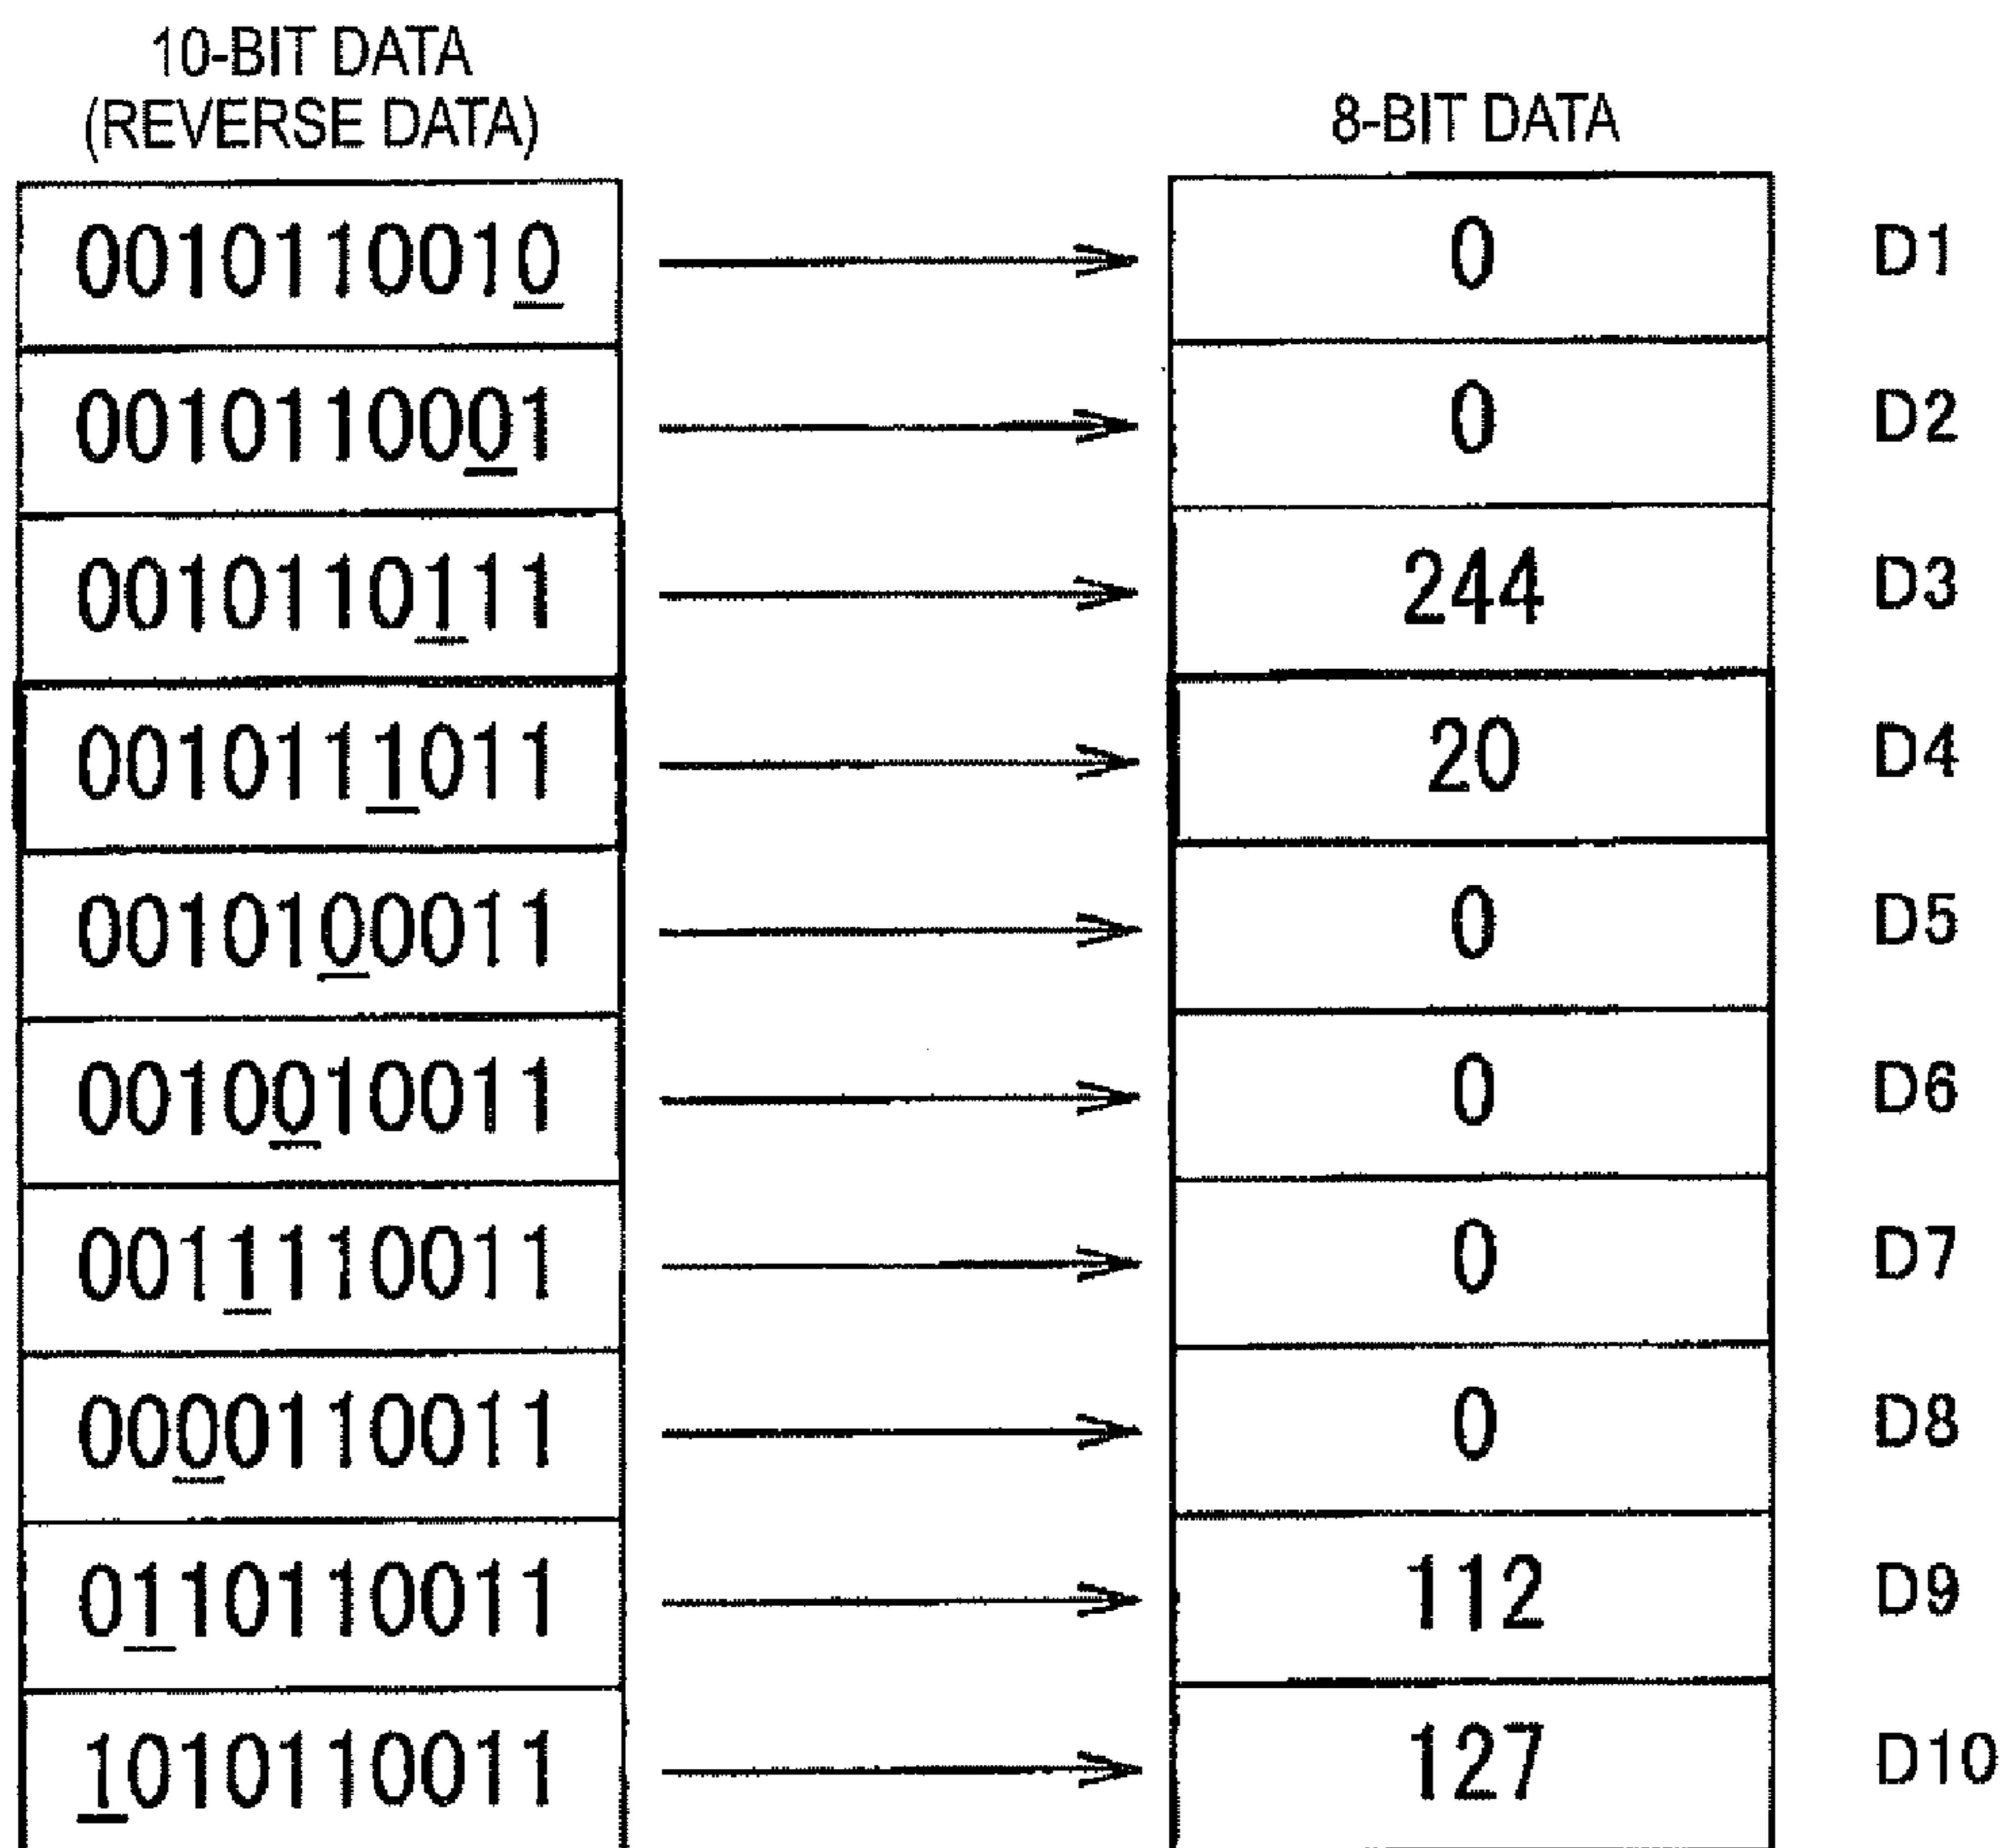 10-BIT DATA
(REVERSE DATA)
8-BIT DATA
0010110010 0 D1
0010110001 0 D2
0010110111 244 D3
0010111011 20 D4
0010100011 0 D5
0010010011 0 D6
0011110011 0 D7
0000110011 0 D8
0110110011 112 D9
1010110011 127 D10